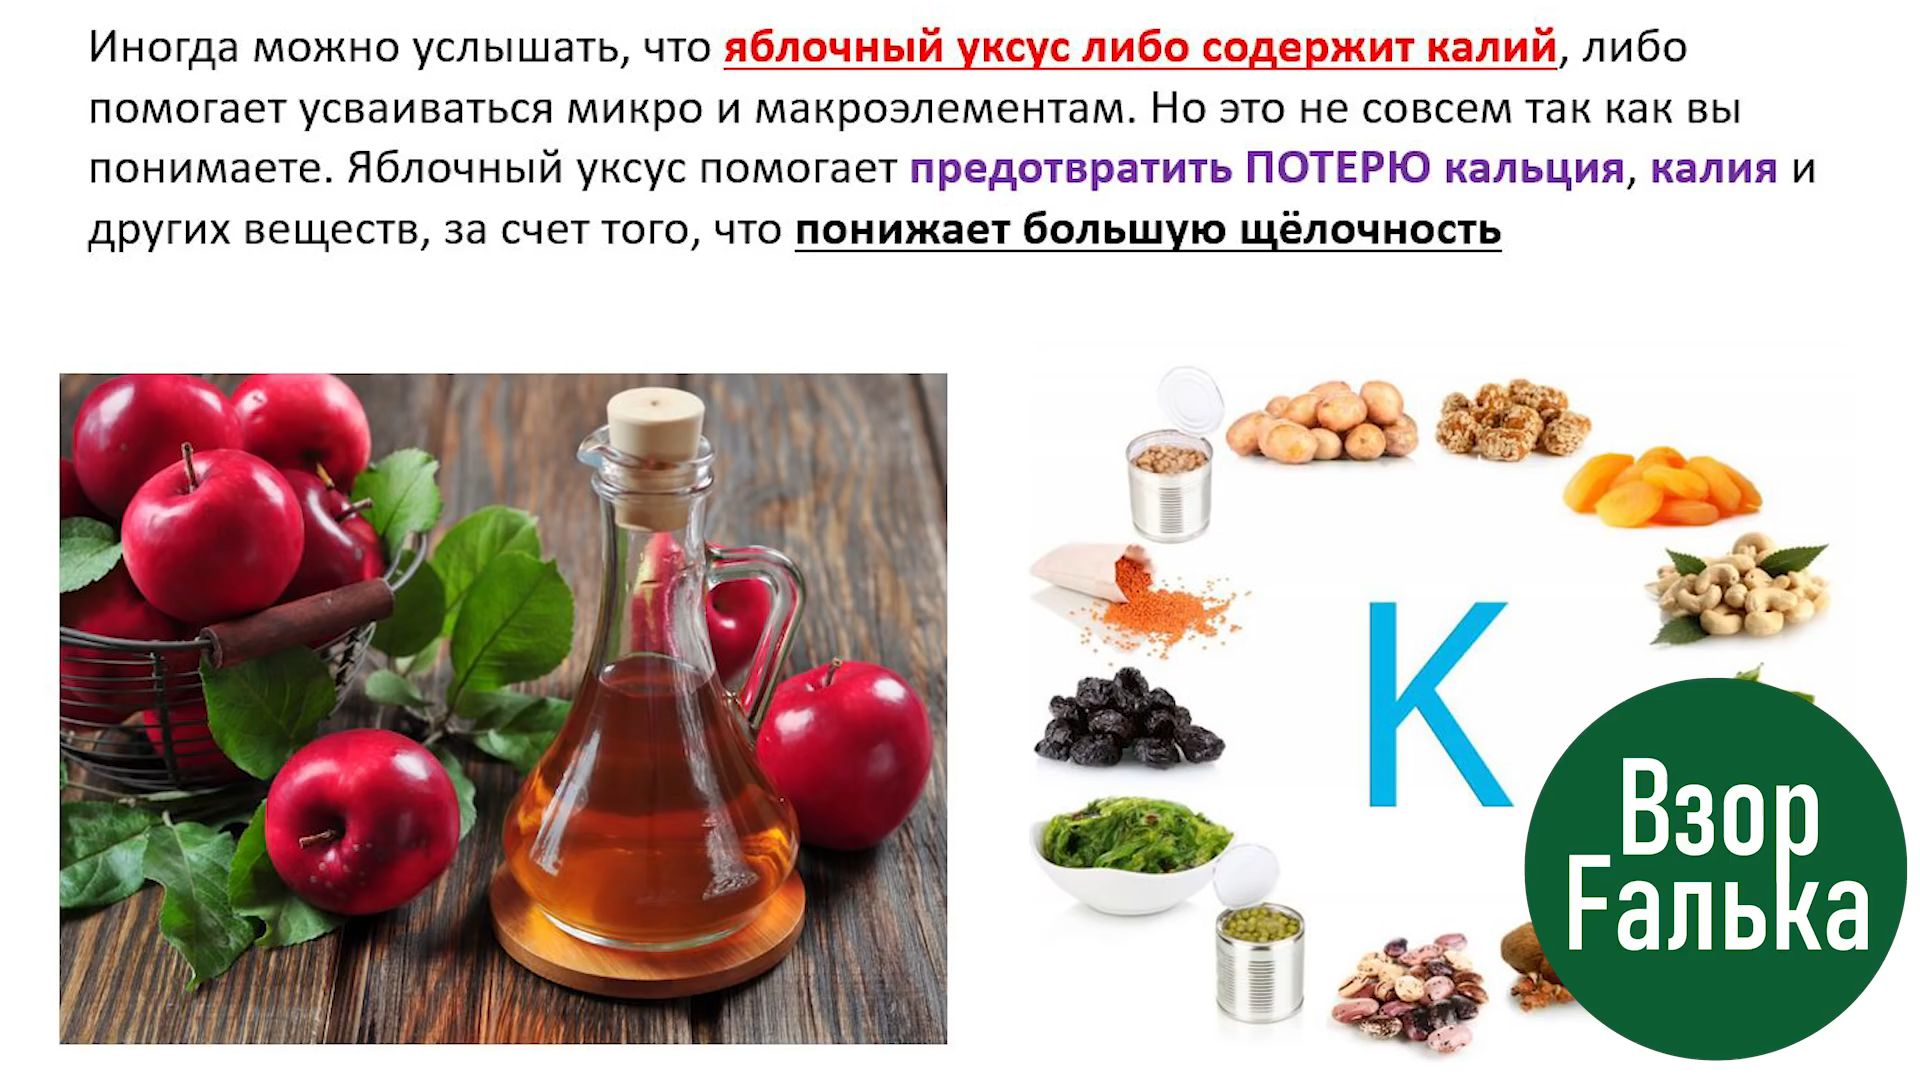 Иногда можно услышать, что яблочный уксус либо содержит калий, либо
помогает усваиваться микро и макроэлементам. Но это не совсем так как вы
понимаете. Яблочный уксус помогает предотвратить ПОТЕРЮ кальция, калия и
других веществ, за счет того, что понижает большую щёлочность
K
Взор
Fалька